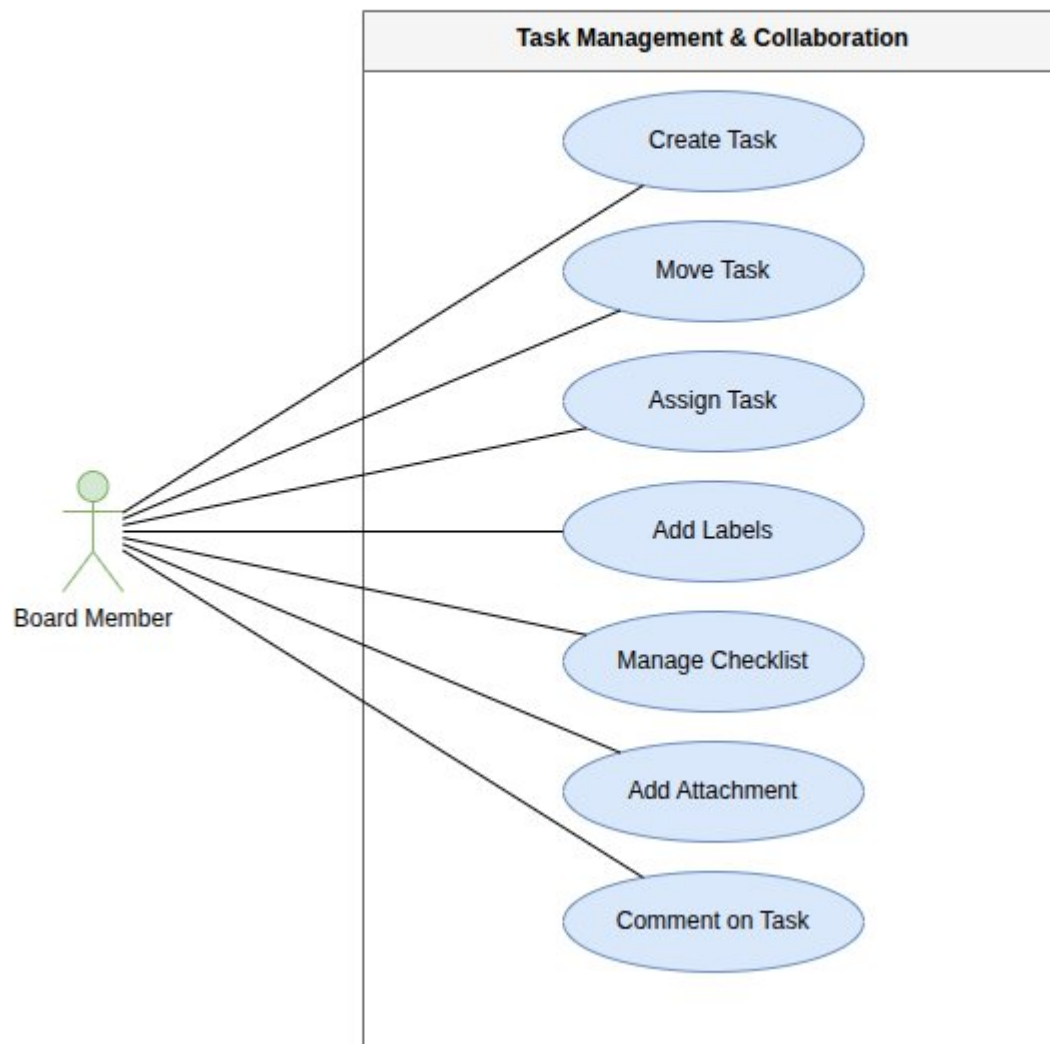 Task Management & Collaboration
Create Task
Move Task
Assign Task
Add Labels
Board Member
Manage Checklist
Add Attachment
Comment on Task